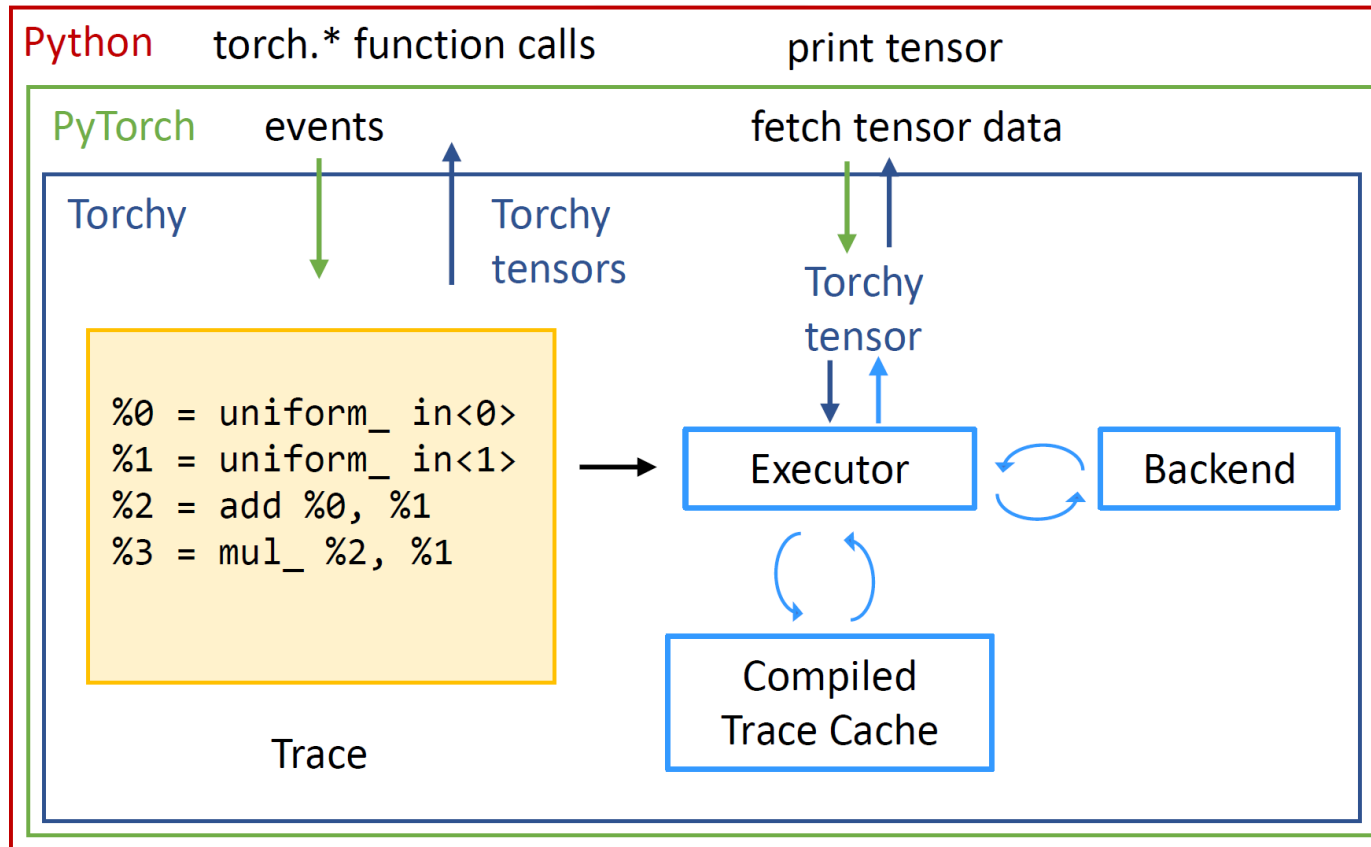 Python
torch.* function calls
print tensor
PyTorch
events
fetch tensor data
Torchy
Torchy
tensors
Torchy
tensor
%0 = uniform_ in<0>
%1 = uniform_ in<1>
%2 = add %0, %1
%3 = mul_ %2, %1
Executor
Backend
Compiled
Trace Cache
Trace